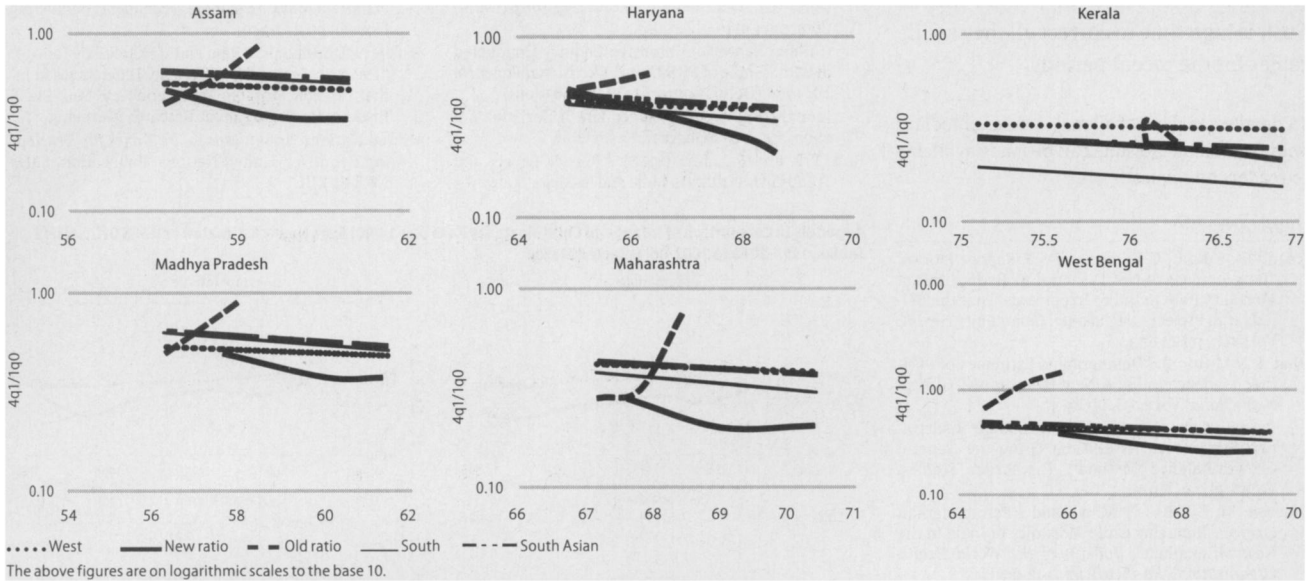 Assam
Haryana
Kerala
4q1/1q0
1.00
0.10
56
59
62
4q1/1q0
1.00
0.10
64
66
68
70
4q1/1q0
1.00
0.10
75
75.5
76
76.5
77
Madhya Pradesh
Maharashtra
West Bengal
4q1/1q0
1.00
0.10
54
56
58
60
62
4q1/1q0
1.00
0.10
66
67
68
69
70
71
4q1/1q0
10.00
1.00
0.10
64
66
68
70
West New ratio Old ratio South South Asian
The above figures are on logarithmic scales to the base 10.